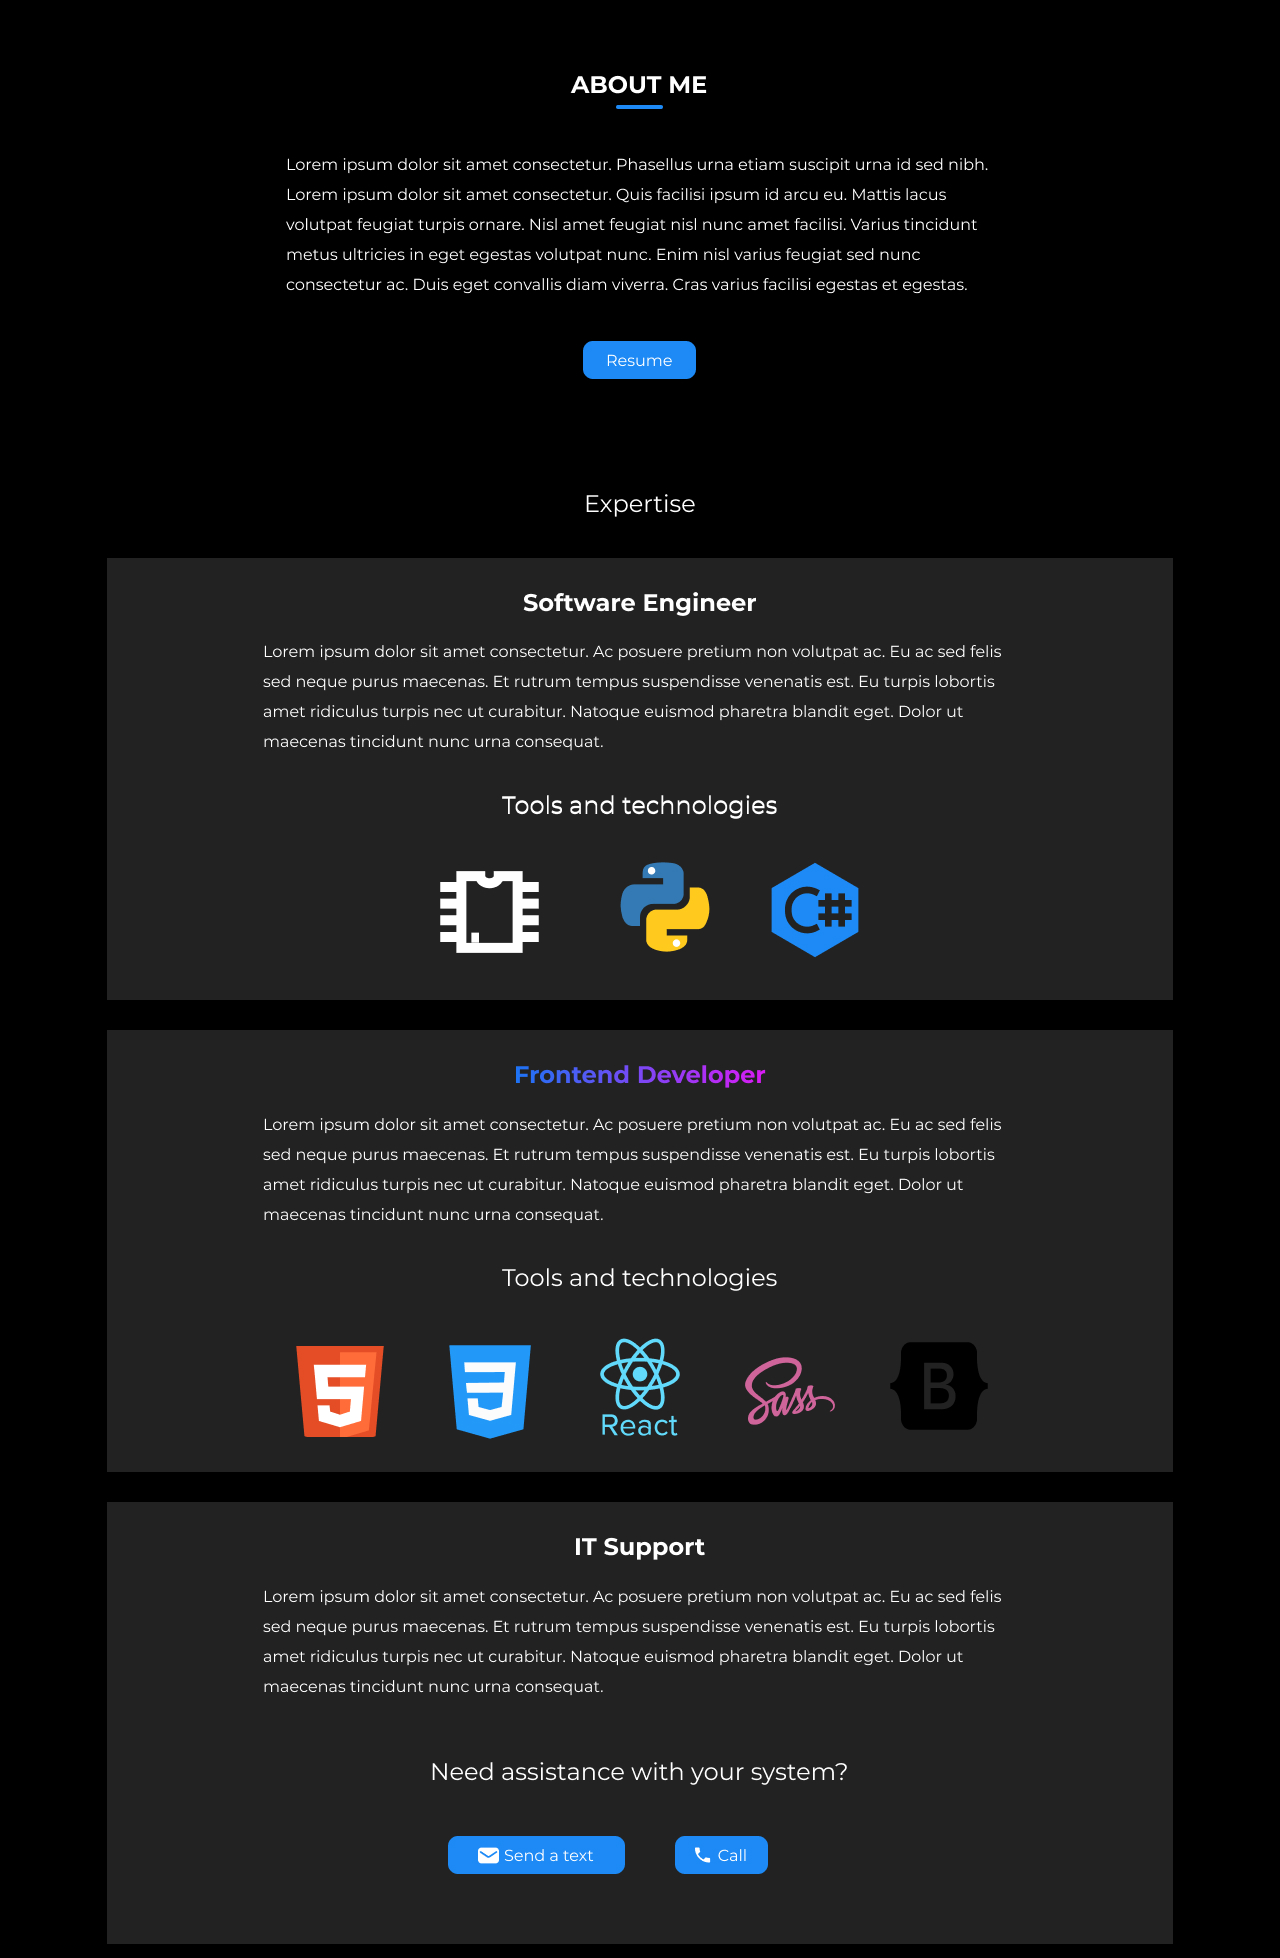 ABOUT ME
Lorem ipsum dolor sit amet consectetur. Phasellus urna etiam suscipit urna id sed nibh.
Lorem ipsum dolor sit amet consectetur. Quis facilisi ipsum id arcu eu. Mattis lacus
volutpat feugiat turpis ornare. Nisl amet feugiat nisl nunc amet facilisi. Varius tincidunt
metus ultricies in eget egestas volutpat nunc. Enim nisl varius feugiat sed nunc
consectetur ac. Duis eget convallis diam viverra. Cras varius facilisi egestas et egestas.
Resume
Expertise
Software Engineer
Lorem ipsum dolor sit amet consectetur. Ac posuere pretium non volutpat ac. Eu ac sed felis
sed neque purus maecenas. Et rutrum tempus suspendisse venenatis est. Eu turpis lobortis
amet ridiculus turpis nec ut curabitur. Natoque euismod pharetra blandit eget. Dolor ut
maecenas tincidunt nunc urna consequat.
Tools and technologies
C#
Frontend Developer
Lorem ipsum dolor sit amet consectetur. Ac posuere pretium non volutpat ac. Eu ac sed felis
sed neque purus maecenas. Et rutrum tempus suspendisse venenatis est. Eu turpis lobortis
amet ridiculus turpis nec ut curabitur. Natoque euismod pharetra blandit eget. Dolor ut
maecenas tincidunt nunc urna consequat.
Tools and technologies
5 3 React Sass B
IT Support
Lorem ipsum dolor sit amet consectetur. Ac posuere pretium non volutpat ac. Eu ac sed felis
sed neque purus maecenas. Et rutrum tempus suspendisse venenatis est. Eu turpis lobortis
amet ridiculus turpis nec ut curabitur. Natoque euismod pharetra blandit eget. Dolor ut
maecenas tincidunt nunc urna consequat.
Need assistance with your system?
Send a text Call